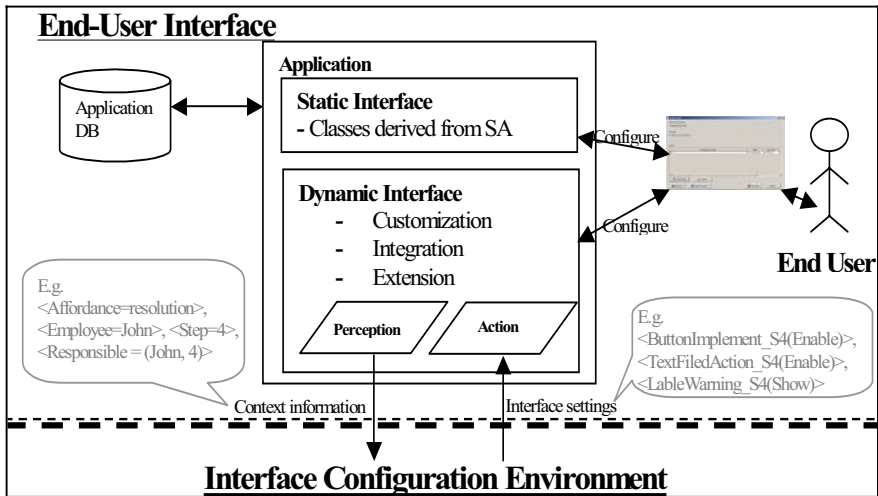 End-User Interface
Application
DB
Application
Static Interface
- Classes derived from SA
Configure
Dynamic Interface
- Customization
- Integration
- Extension
Configure
Perception
Action
End User
E.g.
<Affordance=resolution>,
<Employee=John>, <Step=4>,
<Responsible = (John, 4)>
E.g.
<ButtonImplement_S4(Enable)>,
<TextFiledAction_S4(Enable)>,
<LableWarning_S4(Show)>
Context information
Interface settings
Interface Configuration Environment